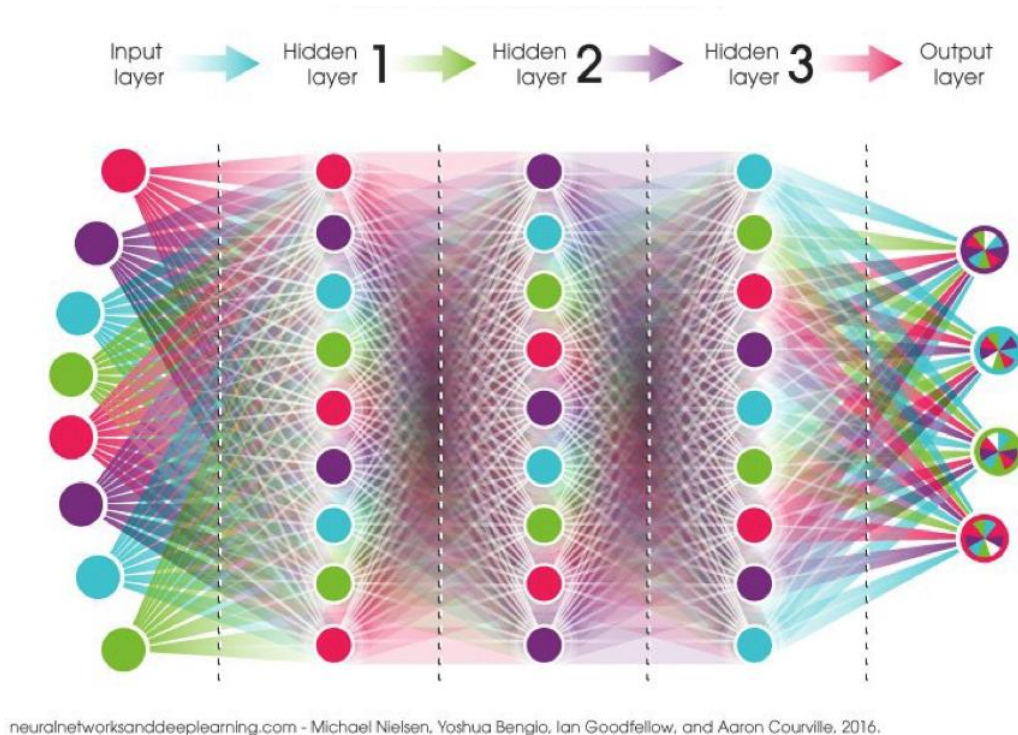 Input layer
Hidden layer 1
Hidden layer 2
Hidden layer 3
Output layer
neuralnetworksanddeeplearning.com - Michael Nielsen, Yoshua Bengio, Ian Goodfellow, and Aaron Courville, 2016.